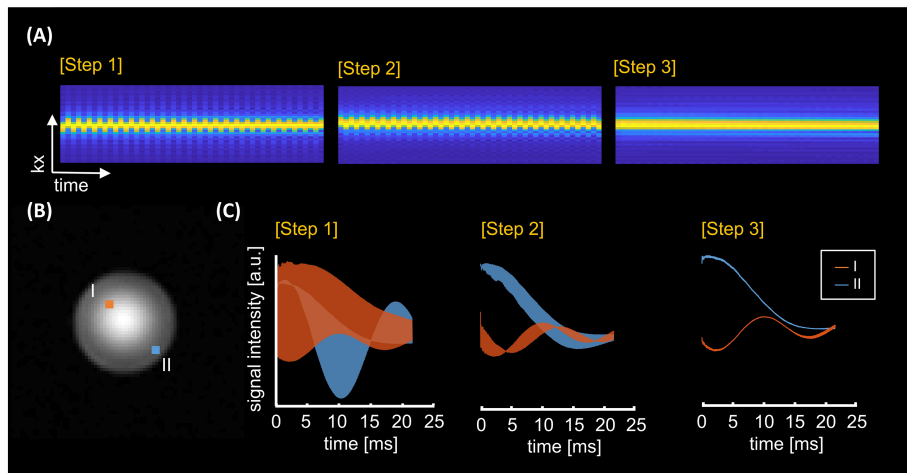 (A)
[Step 1]
[Step 2]
[Step 3]
kx
time
(B)
I
II
(C)
[Step 1]
[Step 2]
[Step 3]
I
II
signal intensity [a.u.]
0 5 10 15 20 25
0 5 10 15 20 25
0 5 10 15 20 25
time [ms]
time [ms]
time [ms]